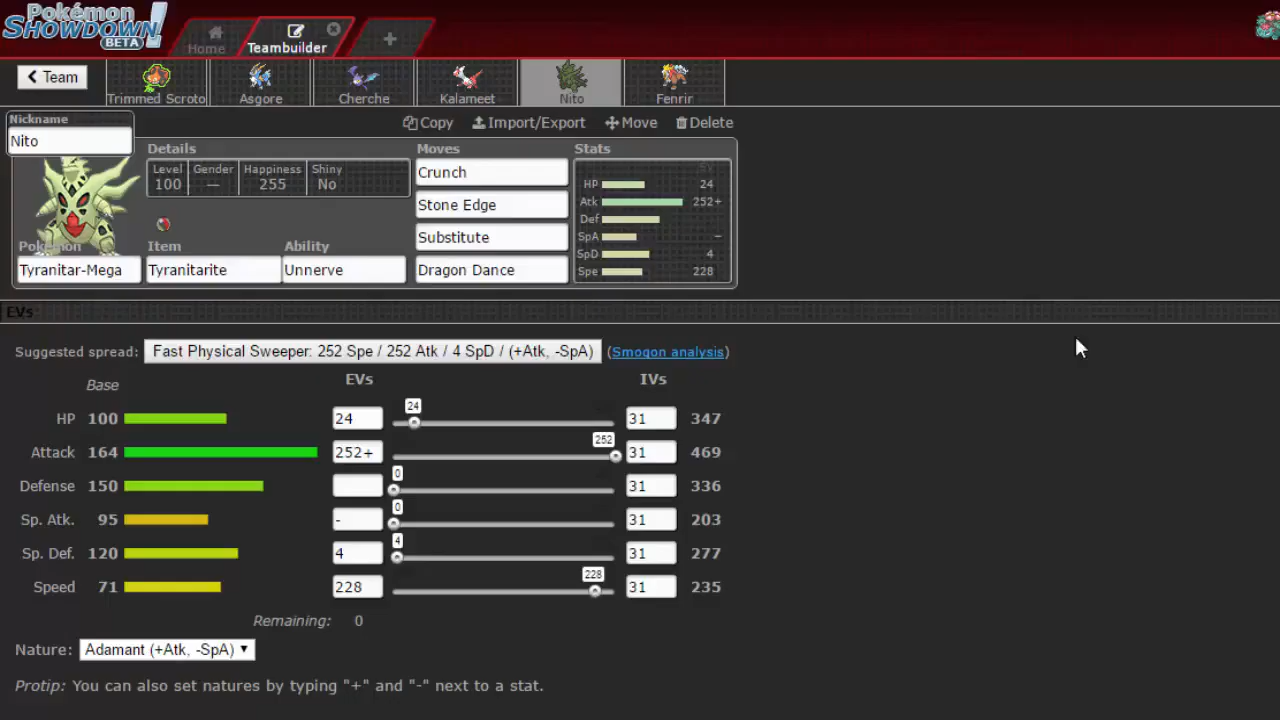 Pokémon
SHOWDOWN!
BETA
Home
Teambuilder
+
< Team
Trimmed Scroto
Asgore
Cherche
Kalameet
Nito
Fenrir
Nickname
Nito
Copy Import/Export Move Delete
Details
Level Gender Happiness Shiny
100 — 255 No
Pokémon Item Ability
Tyranitar-Mega Tyranitarite Unnerve
Moves
Crunch
Stone Edge
Substitute
Dragon Dance
Stats
EV
HP 24
Atk 252+
Def
SpA –
SpD 4
Spe 228
EVs
Suggested spread: Fast Physical Sweeper: 252 Spe / 252 Atk / 4 SpD / (+Atk, -SpA) (Smogon analysis)
Base EVs IVs
HP 100 24 24 31 347
Attack 164 252+ 252 31 469
Defense 150 0 31 336
Sp. Atk. 95 - 0 31 203
Sp. Def. 120 4 4 31 277
Speed 71 228 228 31 235
Remaining: 0
Nature: Adamant (+Atk, -SpA)
Protip: You can also set natures by typing "+" and "-" next to a stat.